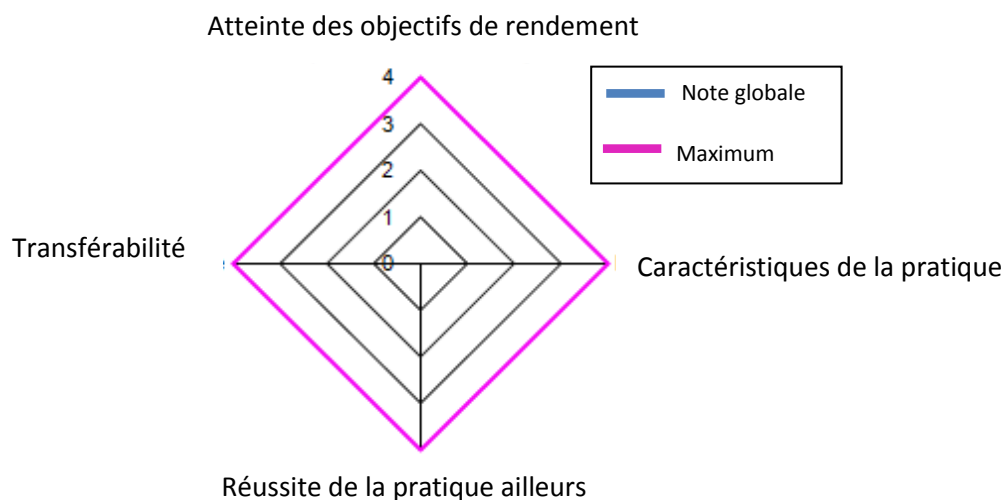 Atteinte des objectifs de rendement
4
3
2
1
0
Note globale
Maximum
Transférabilité
Caractéristiques de la pratique
Réussite de la pratique ailleurs